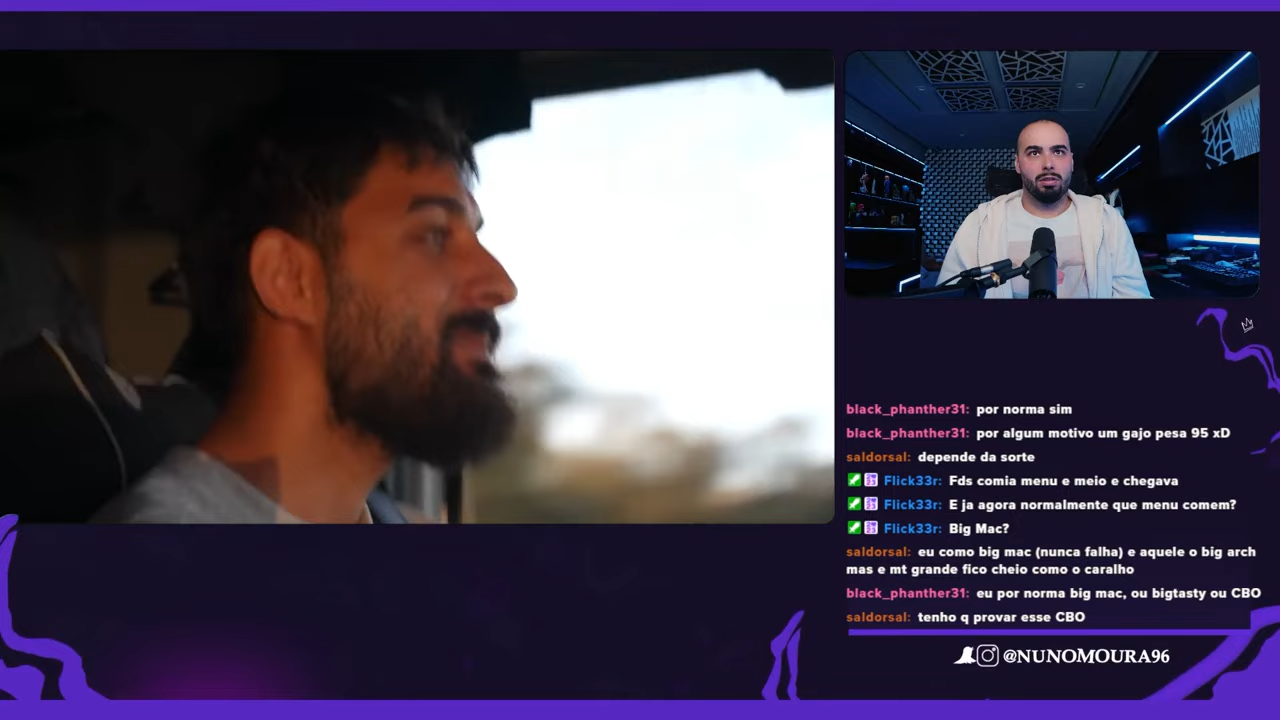 black_phanther31: por norma sim
black_phanther31: por algum motivo um gajo pesa 95 xD
saldorsal: depende da sorte
Flick33r: Fds comia menu e meio e chegava
Flick33r: E ja agora normalmente que menu comem?
Flick33r: Big Mac?
saldorsal: eu como big mac (nunca falha) e aquele o big arch
mas e mt grande fico cheio como o caralho
black_phanther31: eu por norma big mac, ou bigtasty ou CBO
saldorsal: tenho q provar esse CBO
@NUNOMOURA96